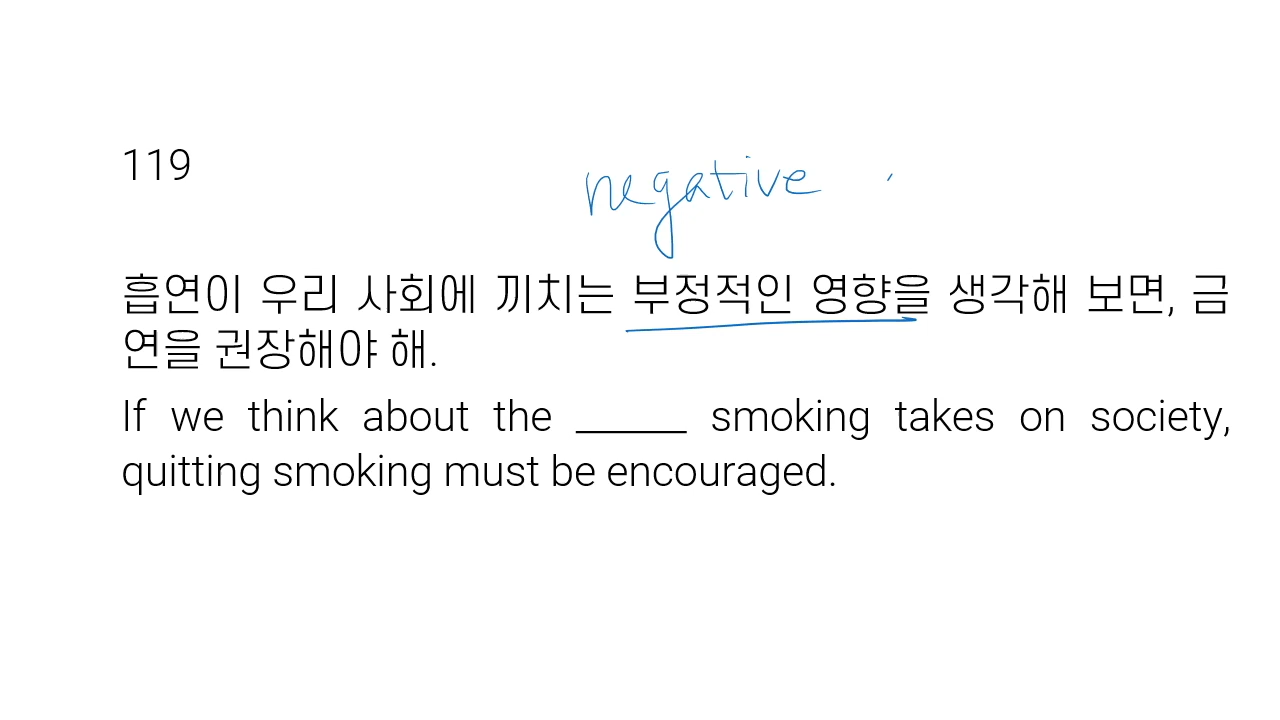 119
negative
흡연이 우리 사회에 끼치는 부정적인 영향을 생각해 보면, 금
연을 권장해야 해.
If we think about the ______ smoking takes on society,
quitting smoking must be encouraged.